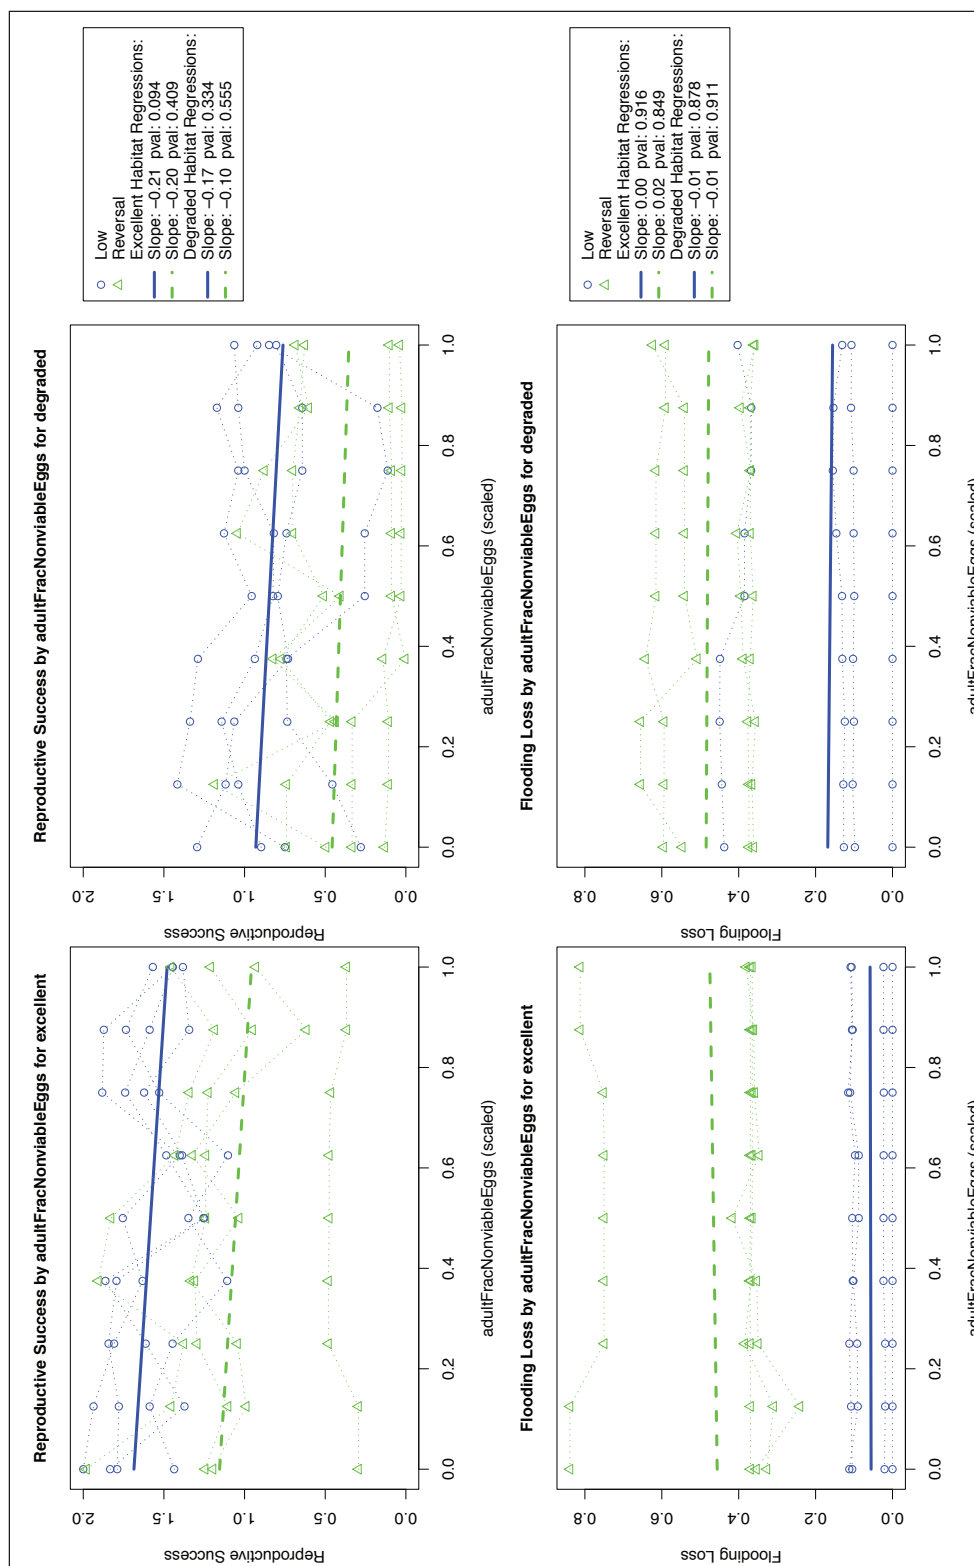 Reproductive Success by adultFracNonviableEggs for excellent
Reproductive Success
2.0
1.5
1.0
0.5
0.0
0.0
0.2
0.4
0.6
0.8
1.0
adultFracNonviableEggs (scaled)
Reproductive Success by adultFracNonviableEggs for degraded
Reproductive Success
2.0
1.5
1.0
0.5
0.0
0.0
0.2
0.4
0.6
0.8
1.0
adultFracNonviableEggs (scaled)
Low
Reversal
Excellent Habitat Regressions:
Slope: −0.21 pval: 0.094
Slope: −0.20 pval: 0.409
Degraded Habitat Regressions:
Slope: −0.17 pval: 0.334
Slope: −0.10 pval: 0.555
Flooding Loss by adultFracNonviableEggs for excellent
Flooding Loss
0.8
0.6
0.4
0.2
0.0
0.0
0.2
0.4
0.6
0.8
1.0
adultFracNonviableEggs (scaled)
Flooding Loss by adultFracNonviableEggs for degraded
Flooding Loss
0.8
0.6
0.4
0.2
0.0
0.0
0.2
0.4
0.6
0.8
1.0
adultFracNonviableEggs (scaled)
Low
Reversal
Excellent Habitat Regressions:
Slope: 0.00 pval: 0.916
Slope: 0.02 pval: 0.849
Degraded Habitat Regressions:
Slope: −0.01 pval: 0.878
Slope: −0.01 pval: 0.911